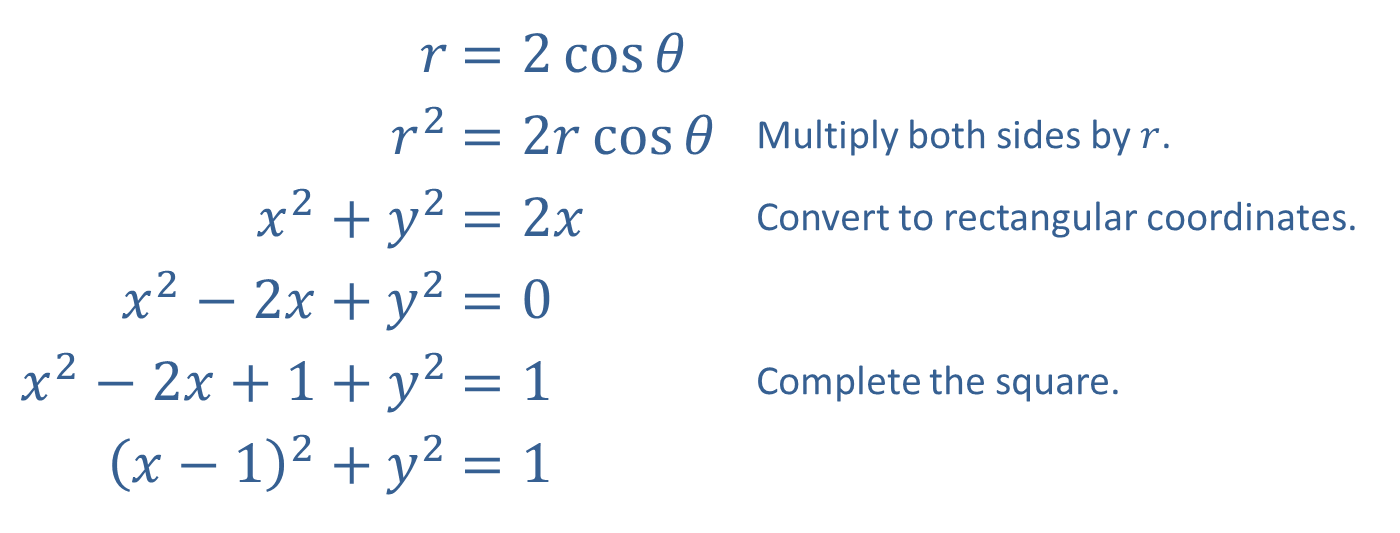 r = 2 cos θ
r² = 2r cos θ Multiply both sides by r.
x² + y² = 2x Convert to rectangular coordinates.
x² − 2x + y² = 0
x² − 2x + 1 + y² = 1 Complete the square.
(x − 1)² + y² = 1